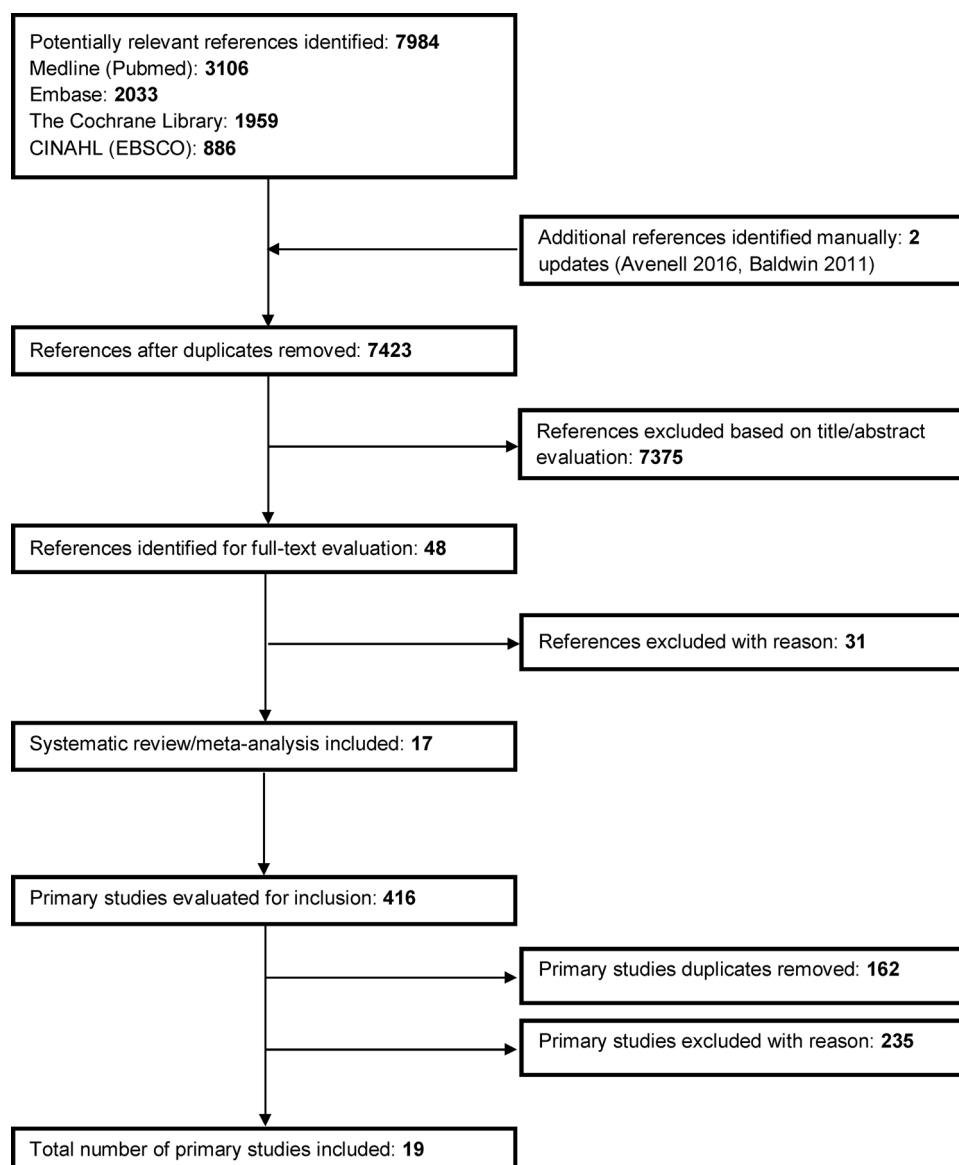 Potentially relevant references identified: 7984
Medline (Pubmed): 3106
Embase: 2033
The Cochrane Library: 1959
CINAHL (EBSCO): 886
Additional references identified manually: 2
updates (Avenell 2016, Baldwin 2011)
References after duplicates removed: 7423
References excluded based on title/abstract
evaluation: 7375
References identified for full-text evaluation: 48
References excluded with reason: 31
Systematic review/meta-analysis included: 17
Primary studies evaluated for inclusion: 416
Primary studies duplicates removed: 162
Primary studies excluded with reason: 235
Total number of primary studies included: 19